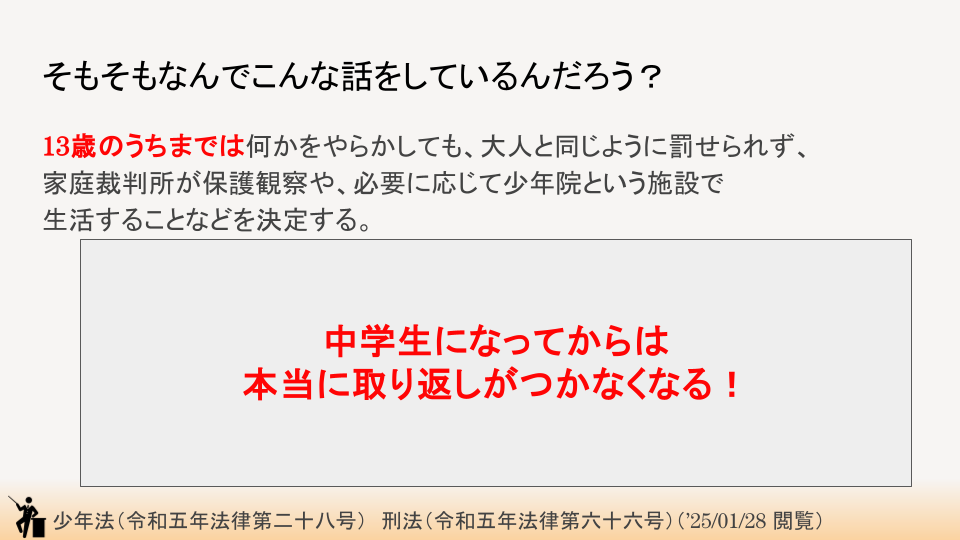 そもそもなんでこんな話をしているんだろう？
13歳のうちまでは何かをやらかしても、大人と同じように罰せられず、
家庭裁判所が保護観察や、必要に応じて少年院という施設で
生活することなどを決定する。
中学生になってからは
本当に取り返しがつかなくなる！
少年法（令和五年法律第二十八号） 刑法（令和五年法律第六十六号）（’25/01/28 閲覧）